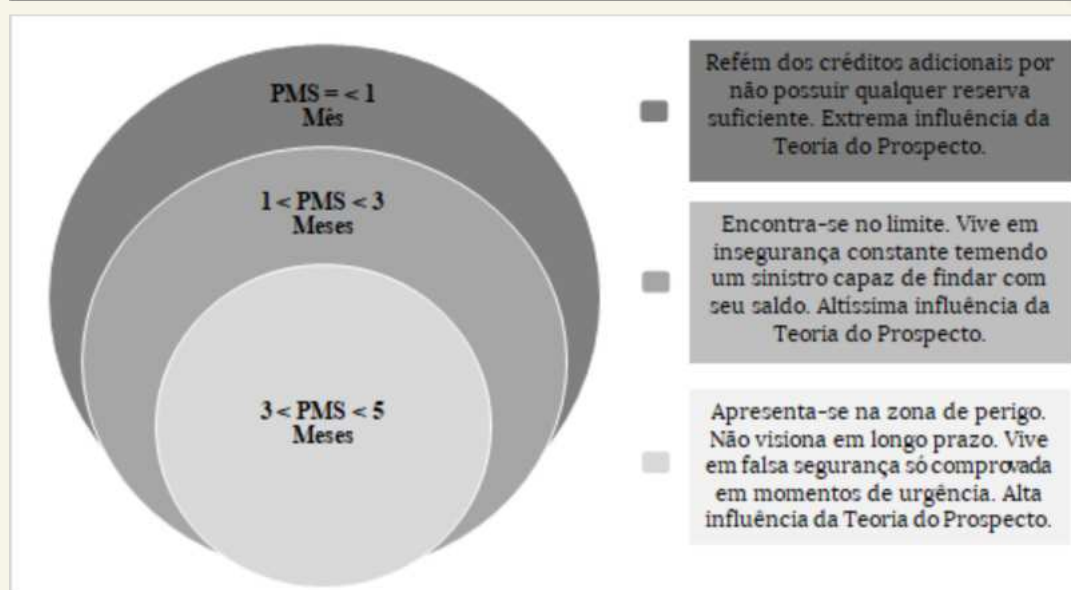 PMS = < 1
Mês
1 < PMS < 3
Meses
3 < PMS < 5
Meses
Refém dos créditos adicionais por
não possuir qualquer reserva
suficiente. Extrema influência da
Teoria do Prospecto.
Encontra-se no limite. Vive em
insegurança constante temendo
um sinistro capaz de findar com
seu saldo. Altíssima influência da
Teoria do Prospecto.
Apresenta-se na zona de perigo.
Não visiona em longo prazo. Vive
em falsa segurança só comprovada
em momentos de urgência. Alta
influência da Teoria do Prospecto.